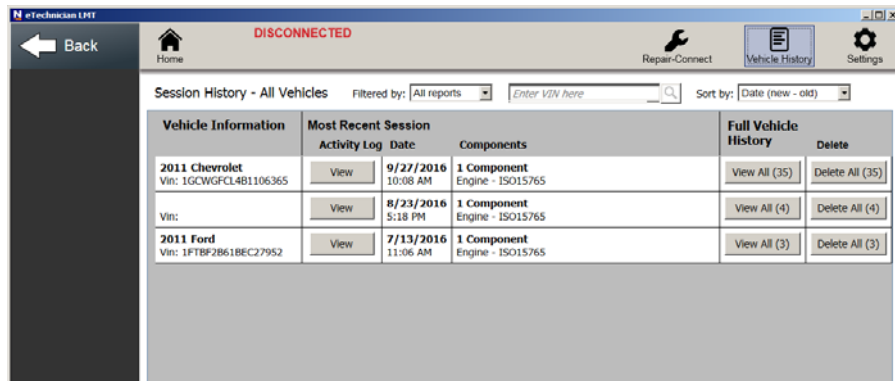 eTechnician LMT
Back
Home
DISCONNECTED
Repair-Connect
Vehicle History
Settings
Session History - All Vehicles Filtered by: All reports Enter VIN here Sort by: Date (new - old)
Vehicle Information Most Recent Session Full Vehicle History
Activity Log Date Components Delete
2011 Chevrolet View 9/27/2016 1 Component View All (35) Delete All (35)
Vin: 1GCWGFCL4B1106365 10:08 AM Engine - ISO15765
View 8/23/2016 1 Component View All (4) Delete All (4)
Vin: 5:18 PM Engine - ISO15765
2011 Ford View 7/13/2016 1 Component View All (3) Delete All (3)
Vin: 1FTBF2B61BEC27952 11:06 AM Engine - ISO15765